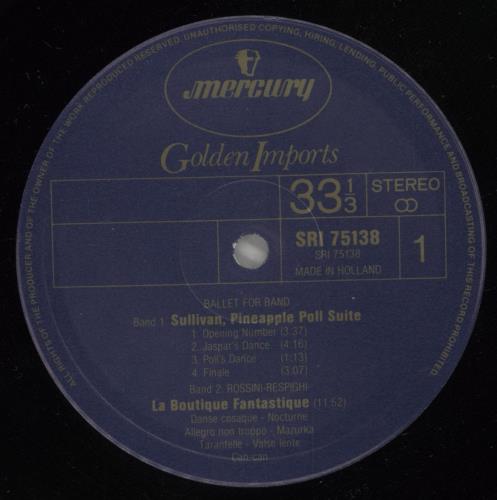 ALL RIGHTS OF THE PRODUCER AND OF THE OWNER OF THE WORK REPRODUCED RESERVED. UNAUTHORISED COPYING, HIRING, LENDING, PUBLIC PERFORMANCE AND BROADCASTING OF THIS RECORD PROHIBITED.
mercury
Golden Imports
33 1/3
STEREO
SRI 75138
SRI 75138
MADE IN HOLLAND
1
BALLET FOR BAND
Band 1: Sullivan, Pineapple Poll Suite
1. Opening Number (3:37)
2. Jaspar's Dance (4:16)
3. Poll's Dance (1:13)
4. Finale (3:07)
Band 2: ROSSINI-RESPIGHI
La Boutique Fantastique (11:52)
Danse cosaque - Nocturne
Allegro non troppo - Mazurka
Tarantelle - Valse lente
Can-can